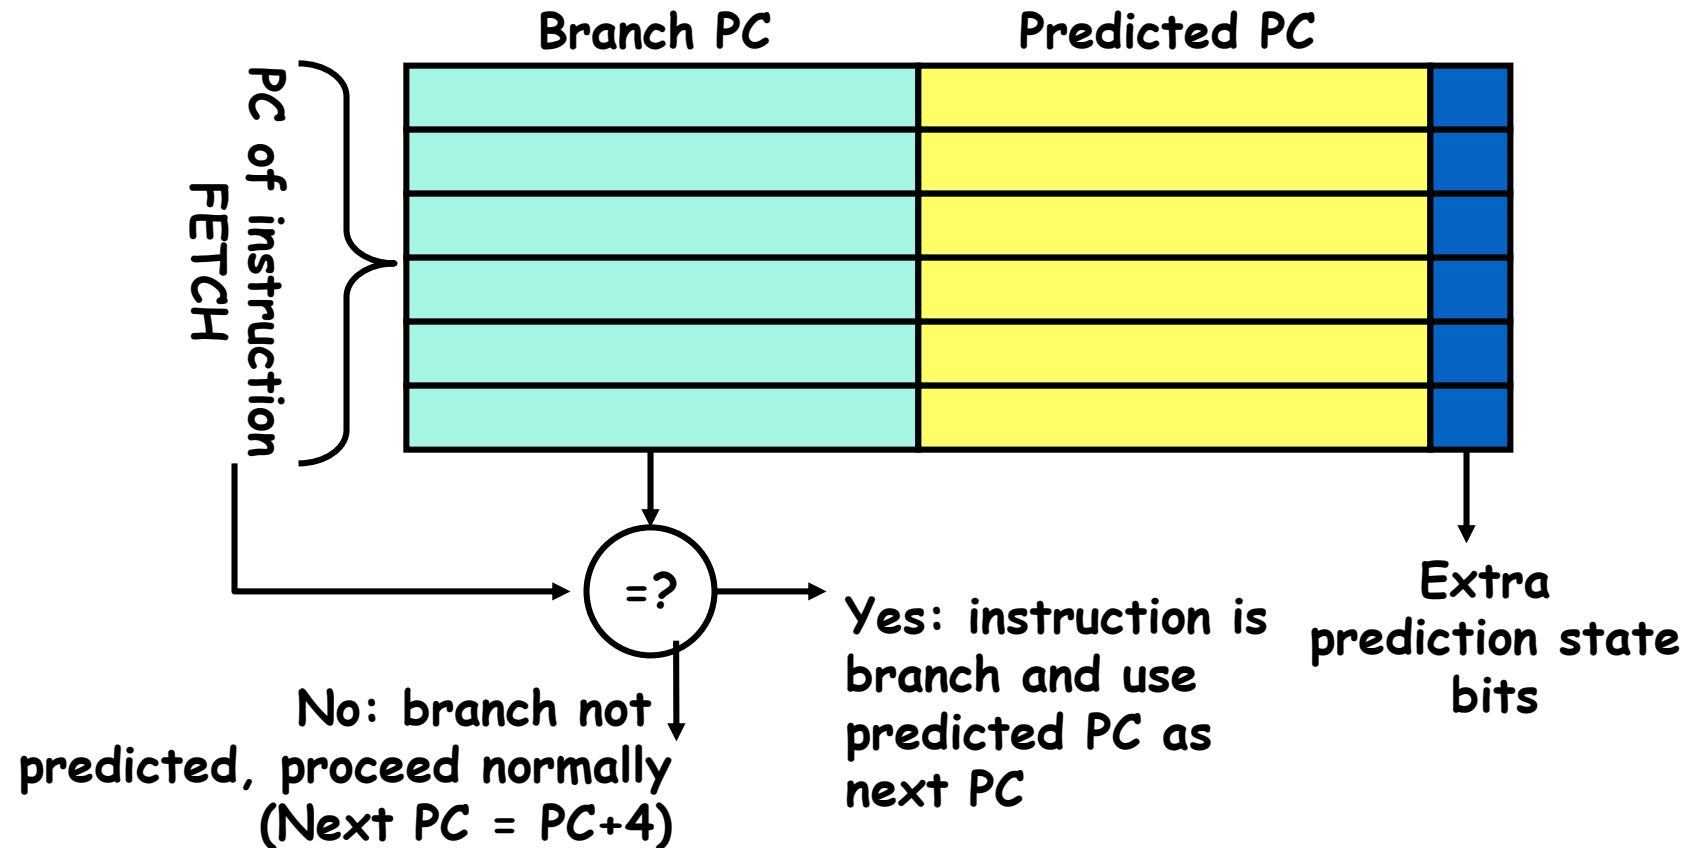 Branch PC
Predicted PC
PC of instruction
FETCH
=?
Yes: instruction is
branch and use
predicted PC as
next PC
Extra
prediction state
bits
No: branch not
predicted, proceed normally
(Next PC = PC+4)